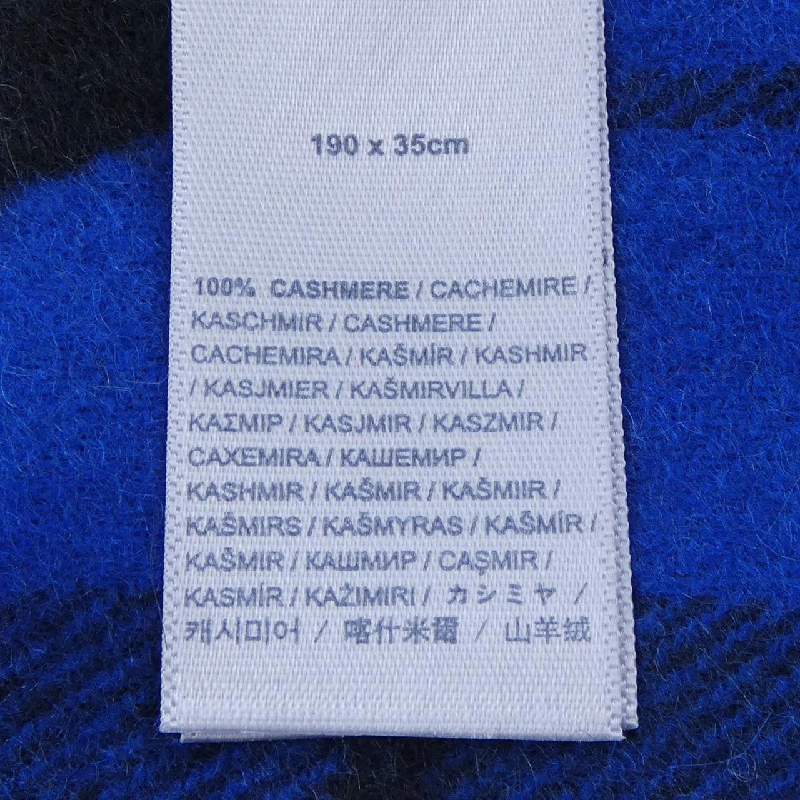 190 x 35cm
100% CASHMERE / CACHEMIRE /
KASCHMIR / CASHMERE /
CACHEMIRA / KAŠMÍR / KASHMIR
/ KASJMIER / KAŠMIRVILLA /
ΚΑΣΜΙΡ / KASJMIR / KASZMIR /
CAXEMIRA / КАШЕМИР /
KASHMIR / KAŠMIR / KAŠMIIR /
KAŠMIRS / KAŠMYRAS / KAŠMÍR /
KAŠMIR / КАШМИР / CAŞMIR /
KASMÍR / KAŽIMIRI / カシミヤ /
캐시미어 / 喀什米爾 / 山羊绒